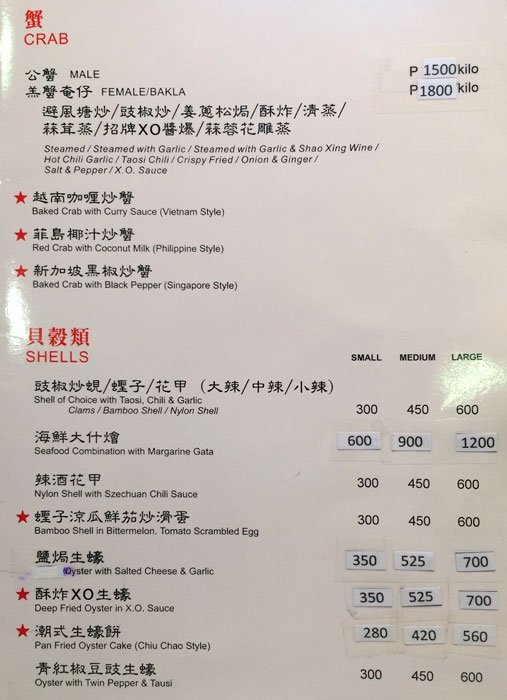 蟹
CRAB
公蟹 MALE P 1500kilo
羔蟹奄仔 FEMALE/BAKLA P1800 kilo
避風塘炒/豉椒炒/姜蔥松焗/酥炸/清蒸/
蒜茸蒸/招牌XO醬爆/蒜蓉花雕蒸
Steamed / Steamed with Garlic / Steamed with Garlic & Shao Xing Wine /
Hot Chili Garlic / Taosi Chili / Crispy Fried / Onion & Ginger /
Salt & Pepper / X.O. Sauce
★ 越南咖喱炒蟹
Baked Crab with Curry Sauce (Vietnam Style)
★ 菲島椰汁炒蟹
Red Crab with Coconut Milk (Philippine Style)
★ 新加坡黑椒炒蟹
Baked Crab with Black Pepper (Singapore Style)
貝穀類
SHELLS SMALL MEDIUM LARGE
豉椒炒蜆/蟶子/花甲 (大辣/中辣/小辣)
Shell of Choice with Taosi, Chili & Garlic
Clams / Bamboo Shell / Nylon Shell 300 450 600
海鮮大什燴 600 900 1200
Seafood Combination with Margarine Gata
辣酒花甲 300 450 600
Nylon Shell with Szechuan Chili Sauce
★ 蟶子涼瓜鮮茄炒滑蛋 300 450 600
Bamboo Shell in Bittermelon, Tomato Scrambled Egg
鹽焗生蠔 350 525 700
Oyster with Salted Cheese & Garlic
★ 酥炸XO生蠔 350 525 700
Deep Fried Oyster in X.O. Sauce
★ 潮式生蠔餅 280 420 560
Pan Fried Oyster Cake (Chiu Chao Style)
青紅椒豆豉生蠔 300 450 600
Oyster with Twin Pepper & Tausi